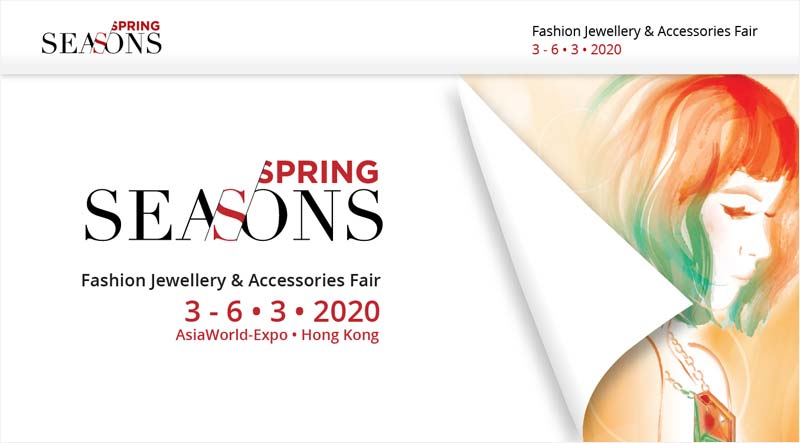 SPRING
SEASONS
Fashion Jewellery & Accessories Fair
3 - 6 • 3 • 2020
SPRING
SEASONS
Fashion Jewellery & Accessories Fair
3 - 6 • 3 • 2020
AsiaWorld-Expo • Hong Kong